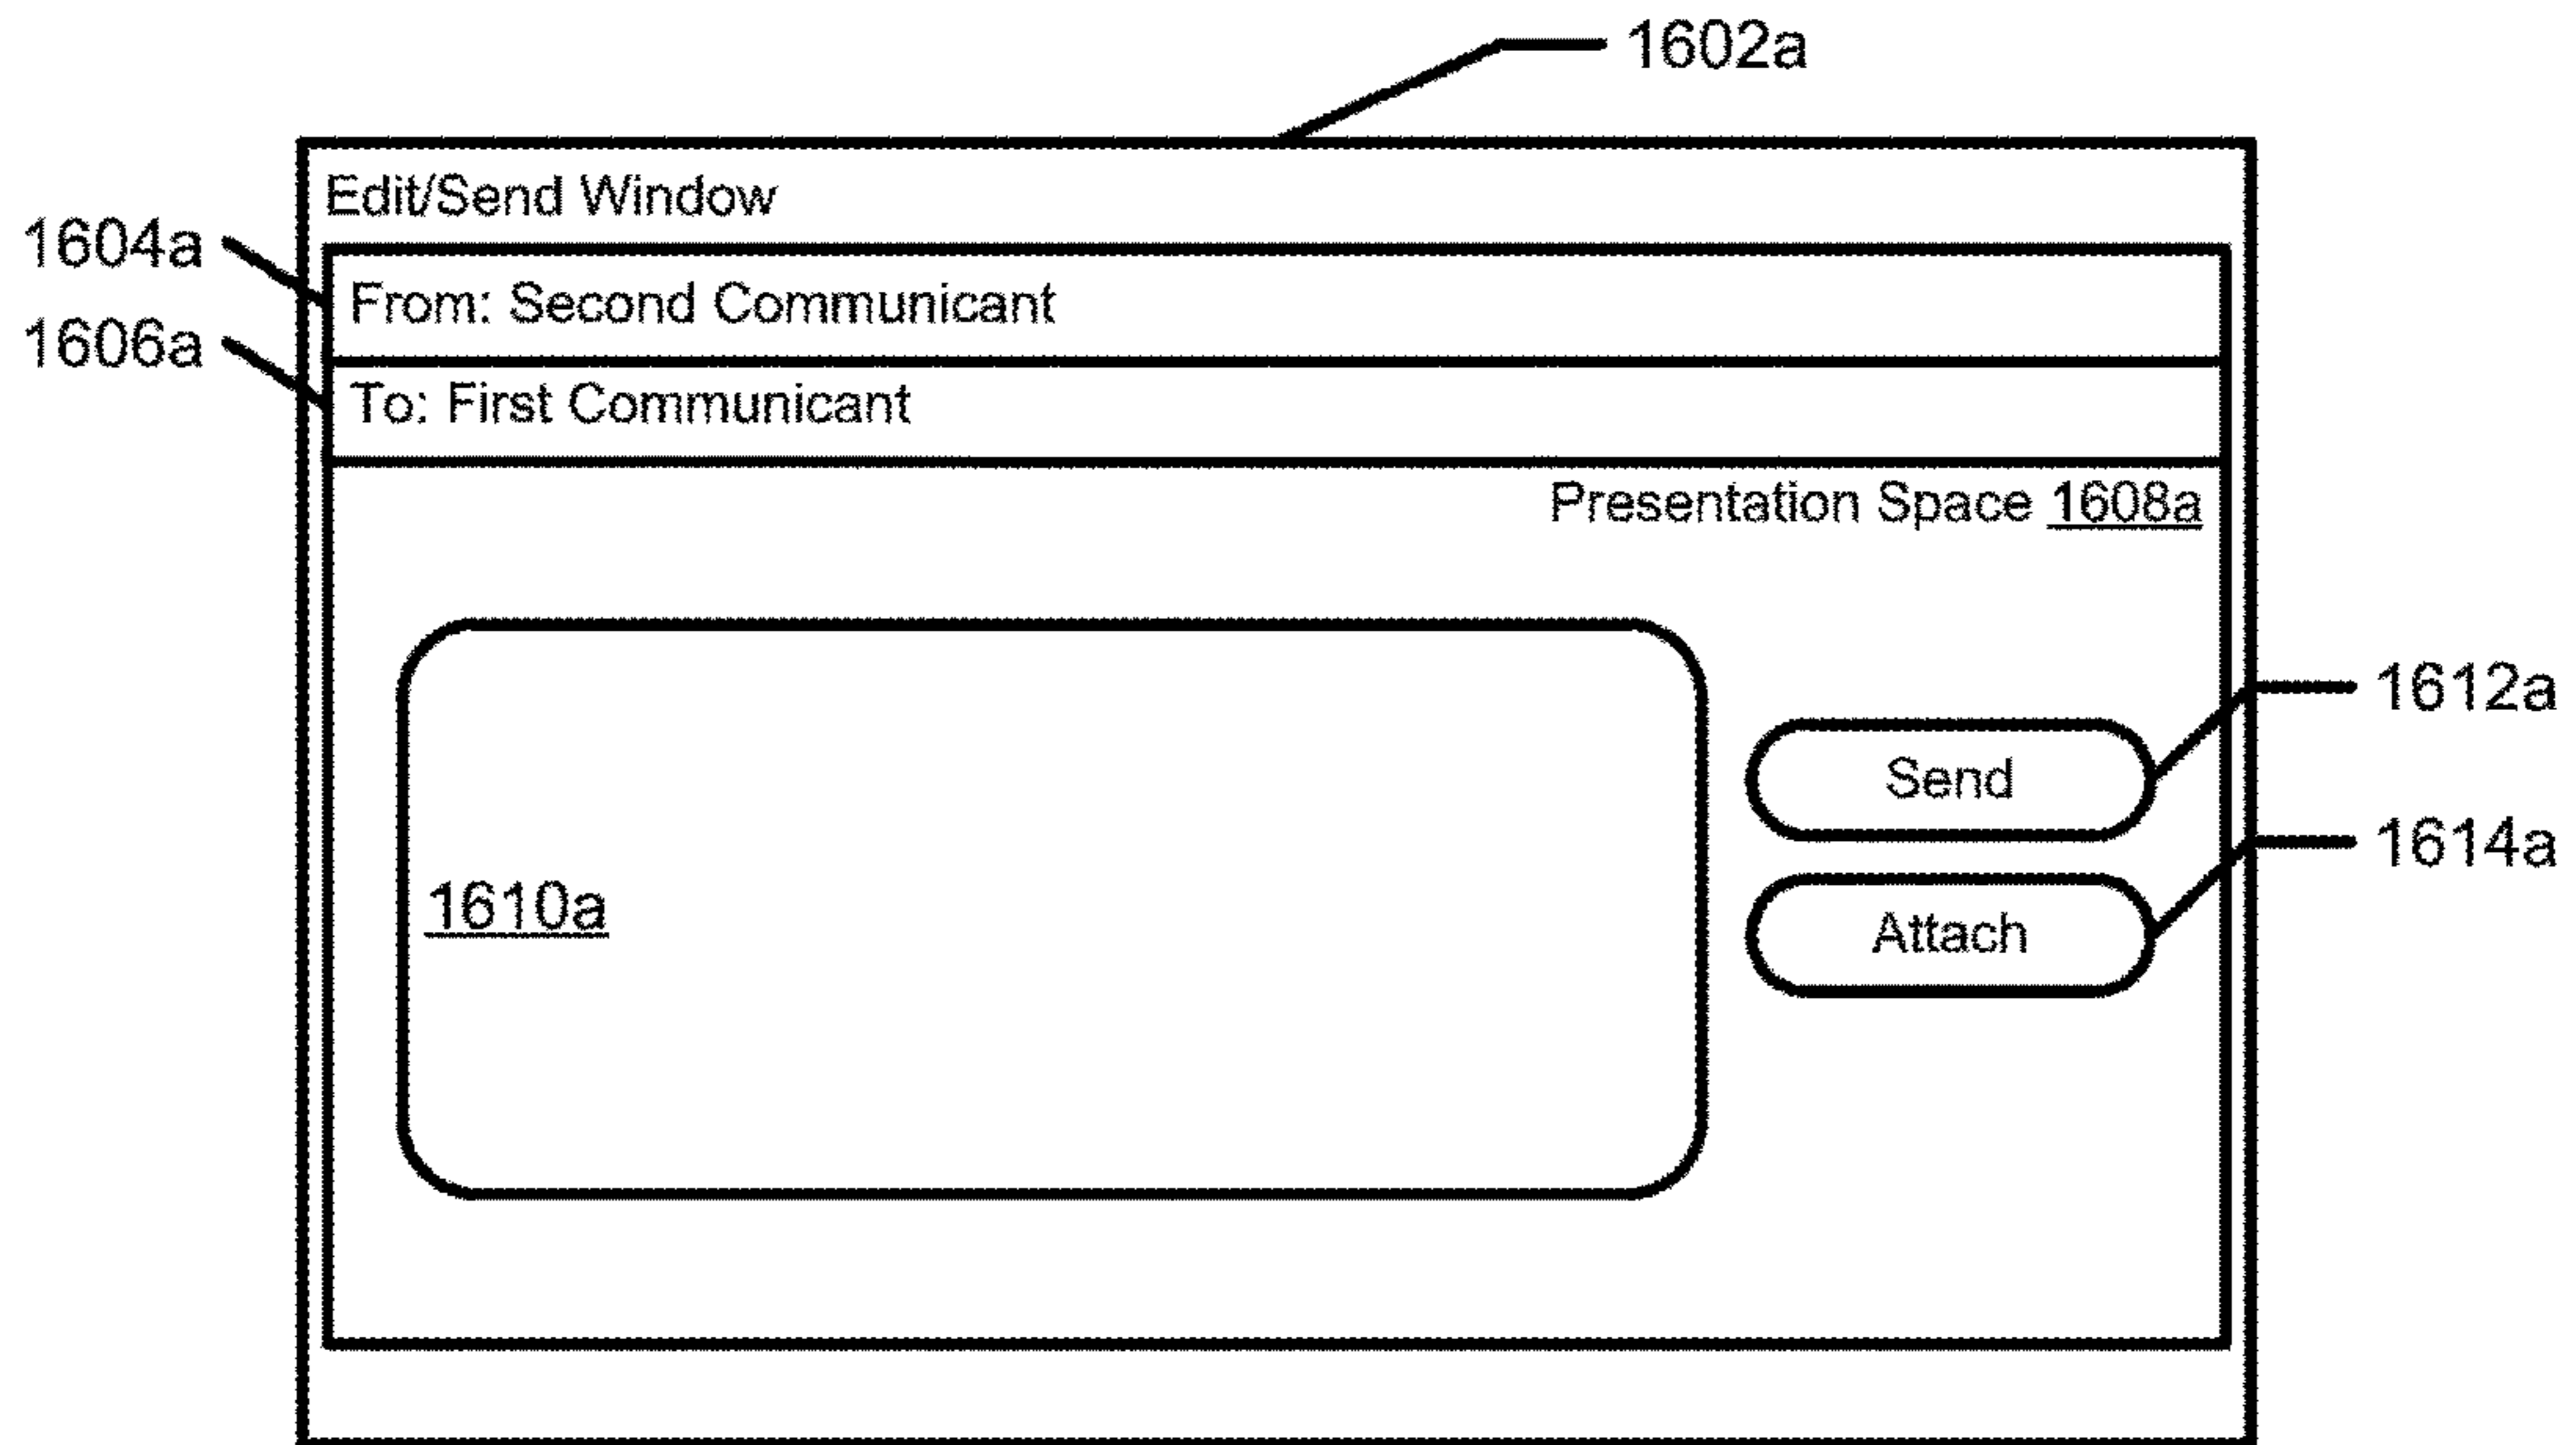 1602a
Edit/Send Window
1604a
From: Second Communicant
1606a
To: First Communicant
Presentation Space 1608a
1612a
Send
1614a
1610a
Attach